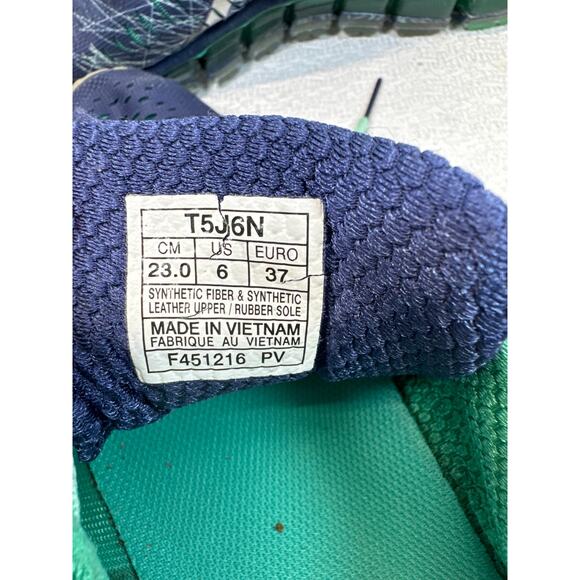 T5J6N
CM US EURO
23.0 6 37
SYNTHETIC FIBER & SYNTHETIC
LEATHER UPPER / RUBBER SOLE
MADE IN VIETNAM
FABRIQUE AU VIETNAM
F451216 PV